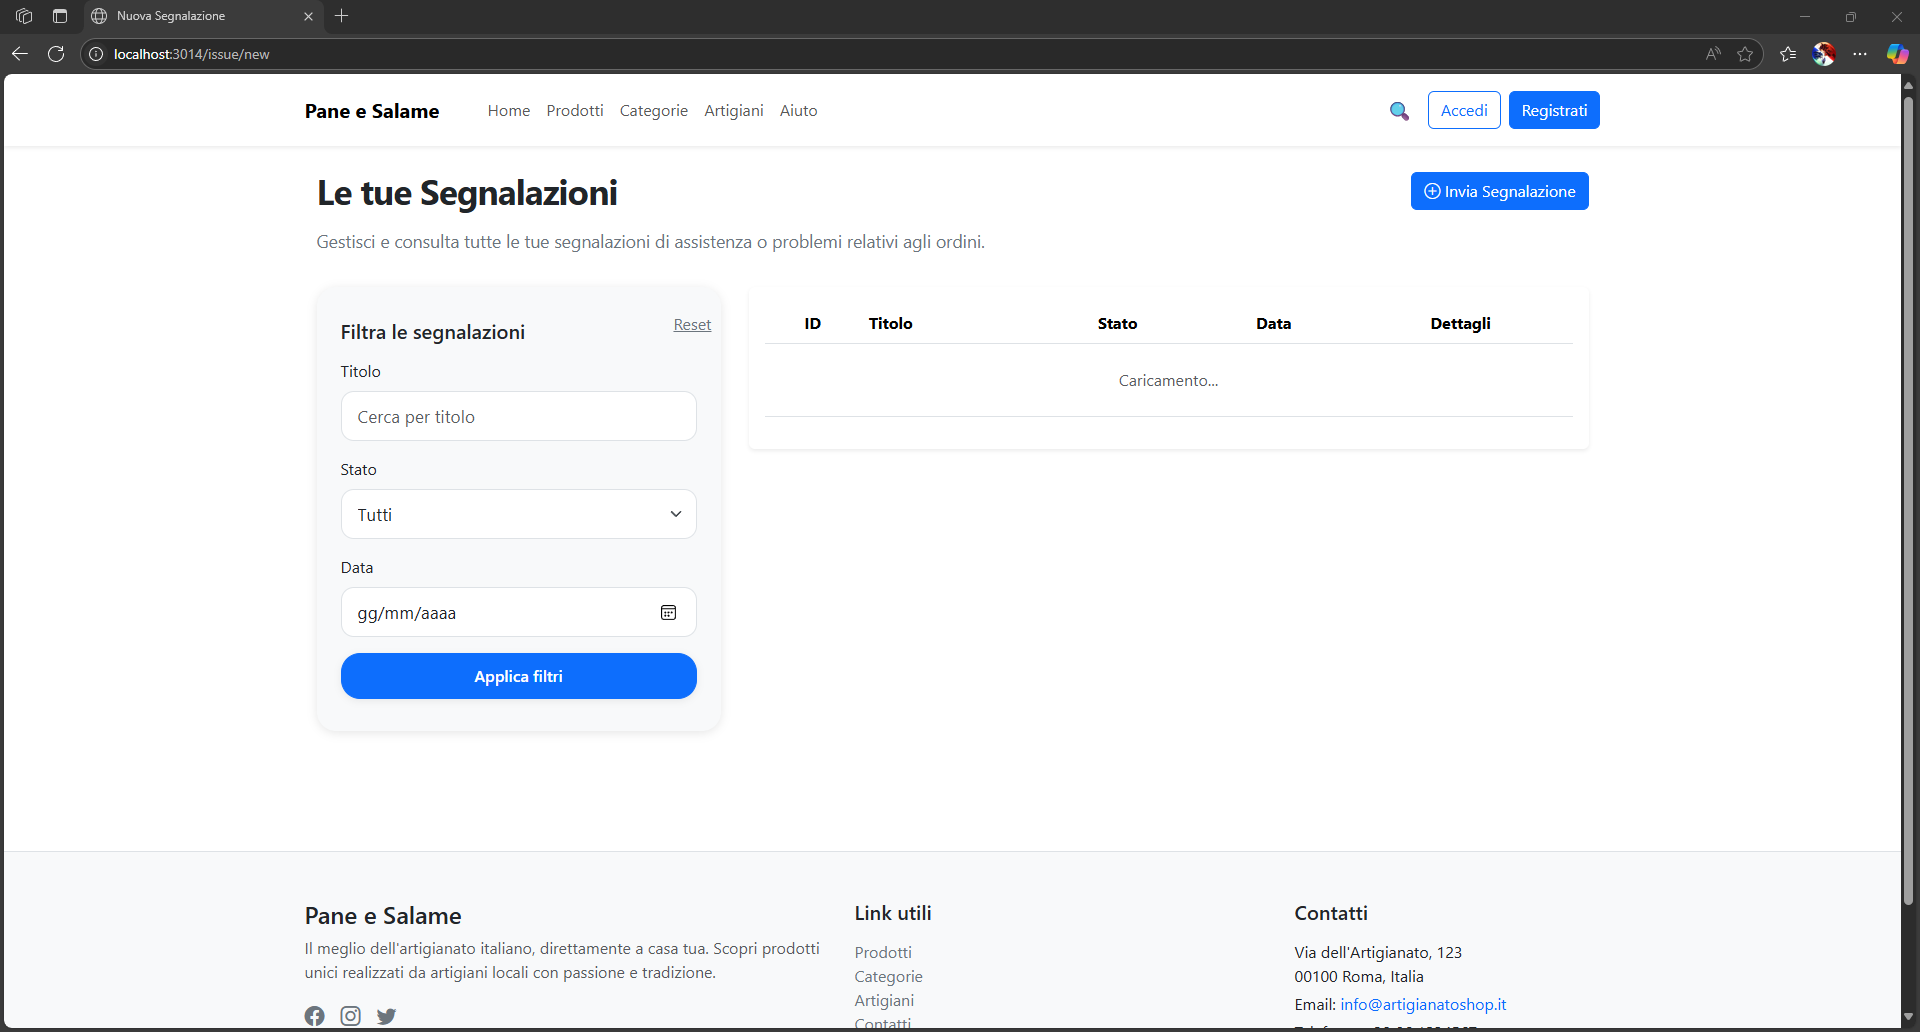 Nuova Segnalazione
localhost:3014/issue/new
Pane e Salame
Home
Prodotti
Categorie
Artigiani
Aiuto
Accedi
Registrati
Le tue Segnalazioni
Invia Segnalazione
Gestisci e consulta tutte le tue segnalazioni di assistenza o problemi relativi agli ordini.
Filtra le segnalazioni
Reset
Titolo
Cerca per titolo
Stato
Tutti
Data
gg/mm/aaaa
Applica filtri
ID Titolo Stato Data Dettagli
Caricamento...
Pane e Salame
Il meglio dell'artigianato italiano, direttamente a casa tua. Scopri prodotti
unici realizzati da artigiani locali con passione e tradizione.
Link utili
Prodotti
Categorie
Artigiani
Contatti
Contatti
Via dell'Artigianato, 123
00100 Roma, Italia
Email: info@artigianatoshop.it